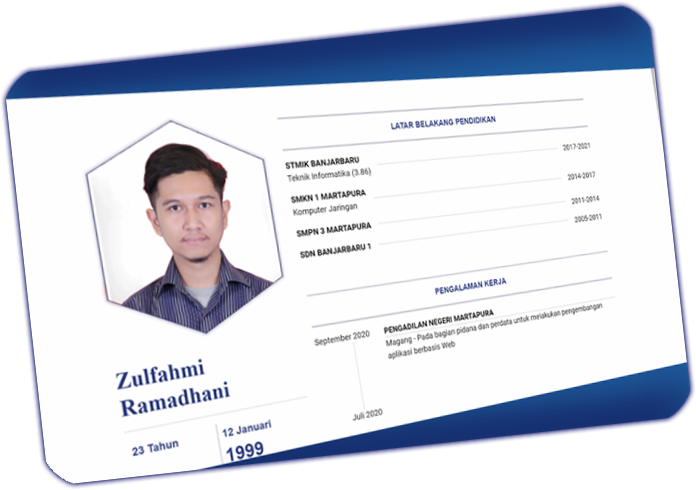 LATAR BELAKANG PENDIDIKAN
STMIK BANJARBARU 2017-2021
Teknik Informatika (3.86)
SMKN 1 MARTAPURA 2014-2017
Komputer Jaringan
SMPN 3 MARTAPURA 2011-2014
SDN BANJARBARU 1 2005-2011
PENGALAMAN KERJA
September 2020 PENGADILAN NEGERI MARTAPURA
Magang - Pada bagian pidana dan perdata untuk melakukan pengembangan
aplikasi berbasis Web
Juli 2020
Zulfahmi
Ramadhani
23 Tahun
12 Januari
1999